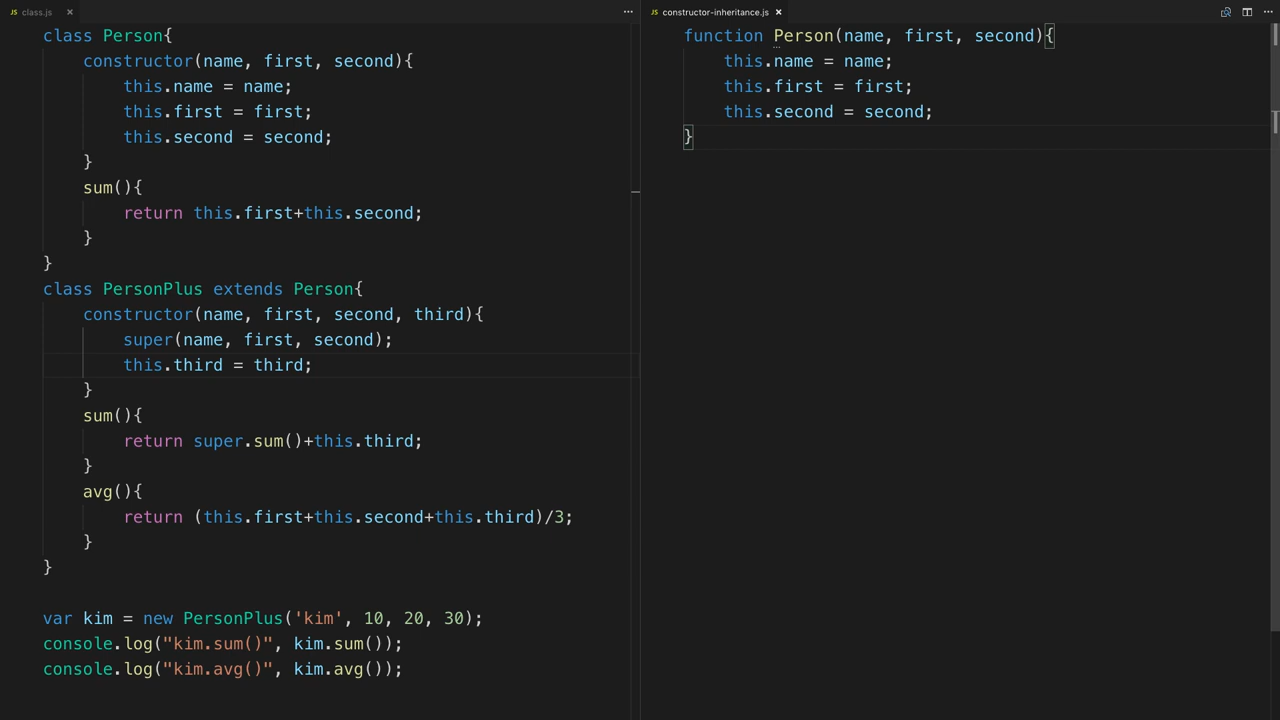 JS class.js ×
class Person{
constructor(name, first, second){
this.name = name;
this.first = first;
this.second = second;
}
sum(){
return this.first+this.second;
}
}
class PersonPlus extends Person{
constructor(name, first, second, third){
super(name, first, second);
this.third = third;
}
sum(){
return super.sum()+this.third;
}
avg(){
return (this.first+this.second+this.third)/3;
}
}
var kim = new PersonPlus('kim', 10, 20, 30);
console.log("kim.sum()", kim.sum());
console.log("kim.avg()", kim.avg());
JS constructor-inheritance.js ×
function Person(name, first, second){
this.name = name;
this.first = first;
this.second = second;
}